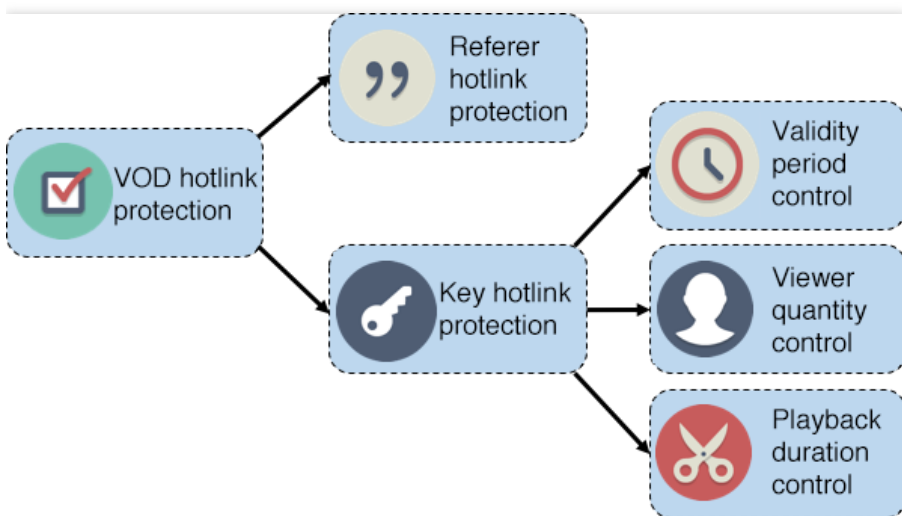 Referer
hotlink
protection
VOD hotlink
protection
Key hotlink
protection
Validity
period
control
Viewer
quantity
control
Playback
duration
control